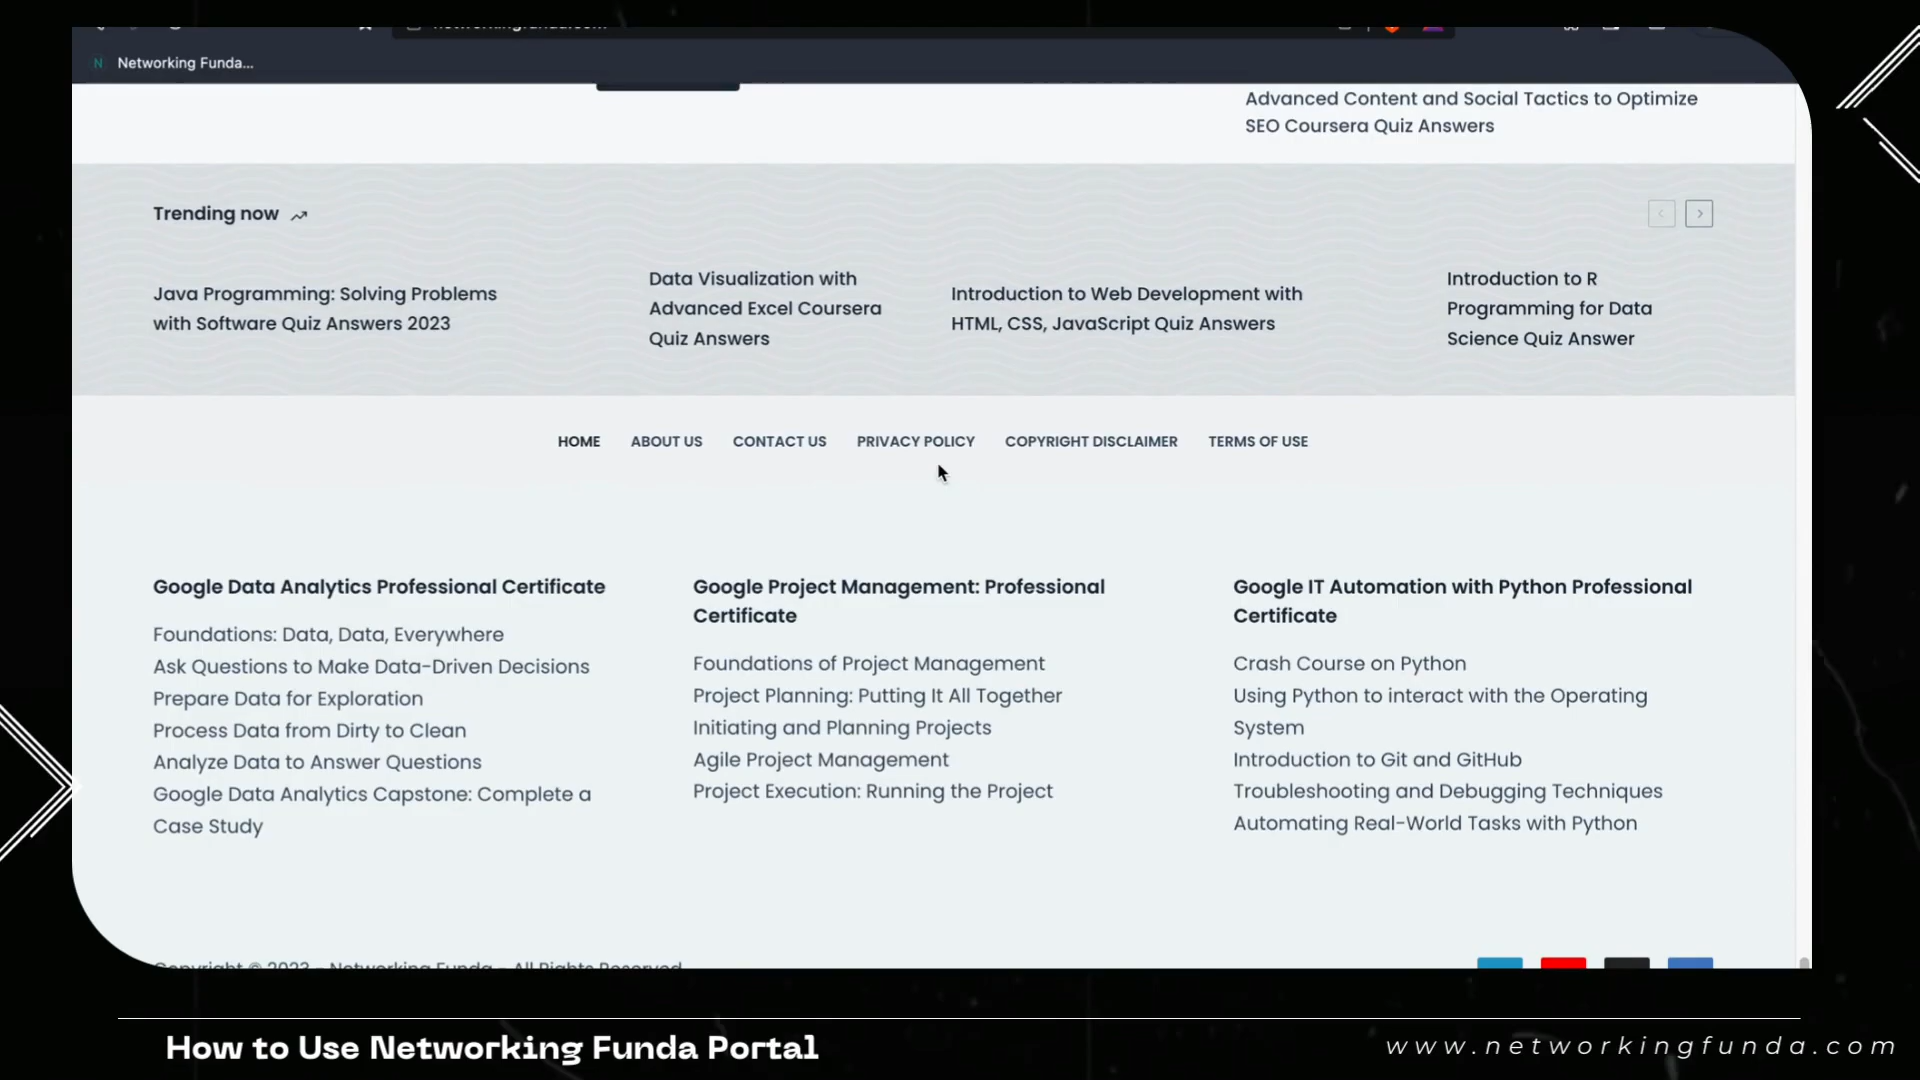 Networking Funda...
Advanced Content and Social Tactics to Optimize
SEO Coursera Quiz Answers
Trending now
Java Programming: Solving Problems
with Software Quiz Answers 2023
Data Visualization with
Advanced Excel Coursera
Quiz Answers
Introduction to Web Development with
HTML, CSS, JavaScript Quiz Answers
Introduction to R
Programming for Data
Science Quiz Answer
HOME ABOUT US CONTACT US PRIVACY POLICY COPYRIGHT DISCLAIMER TERMS OF USE
Google Data Analytics Professional Certificate
Foundations: Data, Data, Everywhere
Ask Questions to Make Data-Driven Decisions
Prepare Data for Exploration
Process Data from Dirty to Clean
Analyze Data to Answer Questions
Google Data Analytics Capstone: Complete a
Case Study
Google Project Management: Professional
Certificate
Foundations of Project Management
Project Planning: Putting It All Together
Initiating and Planning Projects
Agile Project Management
Project Execution: Running the Project
Google IT Automation with Python Professional
Certificate
Crash Course on Python
Using Python to interact with the Operating
System
Introduction to Git and GitHub
Troubleshooting and Debugging Techniques
Automating Real-World Tasks with Python
Copyright © 2023 - Networking Funda - All Rights Reserved
How to Use Networking Funda Portal
www.networkingfunda.com